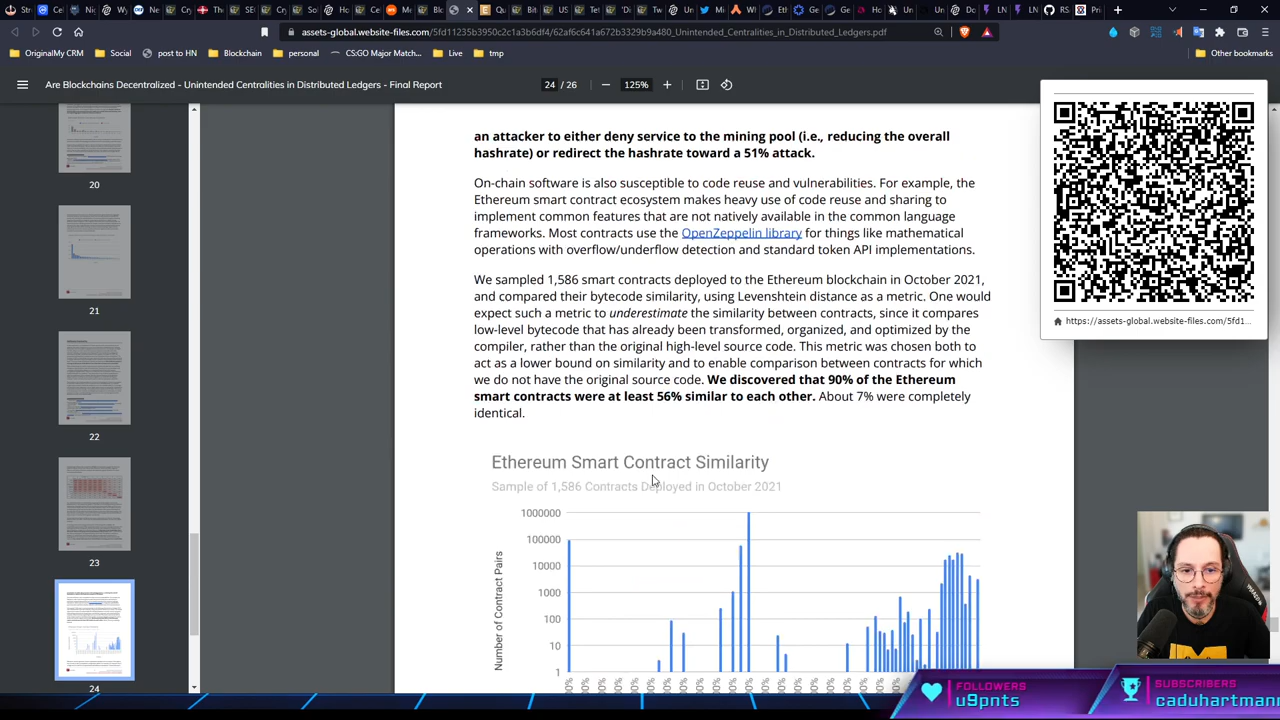 assets-global.website-files.com/5fd11235b3950c2c1a3b6df4/62af6c641a672b3329b9a480_Unintended_Centralities_in_Distributed_Ledgers.pdf
OriginalMy CRM
Social
post to HN
Blockchain
personal
CS:GO Major Match...
Live
tmp
Other bookmarks
Are Blockchains Decentralized - Unintended Centralities in Distributed Ledgers - Final Report
24 / 26
125%
20
21
22
23
24
an attacker to either deny service to the mining pool (i.e., reducing the overall
hashrate) or redirect the hashrate toward a 51% attack.
On-chain software is also susceptible to code reuse and vulnerabilities. For example, the
Ethereum smart contract ecosystem makes heavy use of code reuse and sharing to
implement common features that are not natively available in the common language
frameworks. Most contracts use the OpenZeppelin library for things like mathematical
operations with overflow/underflow detection and standard token API implementations.
We sampled 1,586 smart contracts deployed to the Ethereum blockchain in October 2021,
and compared their bytecode similarity, using Levenshtein distance as a metric. One would
expect such a metric to underestimate the similarity between contracts, since it compares
low-level bytecode that has already been transformed, organized, and optimized by the
compiler, rather than the original high-level source code. This metric was chosen both to
act as a lower bound on similarity and to enable comparison between contracts for which
we do not have the original source code. We discovered that 90% of the Ethereum
smart contracts were at least 56% similar to each other. About 7% were completely
identical.
Ethereum Smart Contract Similarity
Sample of 1,586 Contracts Deployed in October 2021
Number of Contract Pairs
1000000
100000
10000
1000
100
10
1
https://assets-global.website-files.com/5fd1...
FOLLOWERS
u9pnts
SUBSCRIBERS
caduhartmann